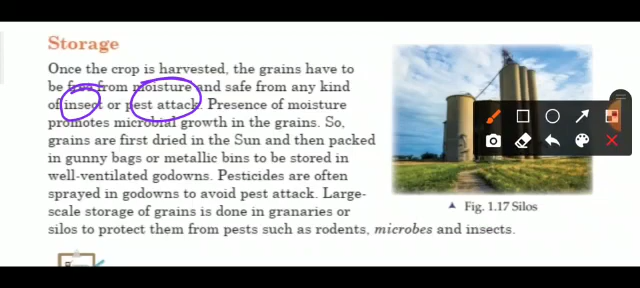 Storage
Once the crop is harvested, the grains have to
be free from moisture and safe from any kind
of insect or pest attack. Presence of moisture
promotes microbial growth in the grains. So,
grains are first dried in the Sun and then packed
in gunny bags or metallic bins to be stored in
well-ventilated godowns. Pesticides are often
sprayed in godowns to avoid pest attack. Large-
scale storage of grains is done in granaries or
silos to protect them from pests such as rodents, microbes and insects.
▲ Fig. 1.17 Silos